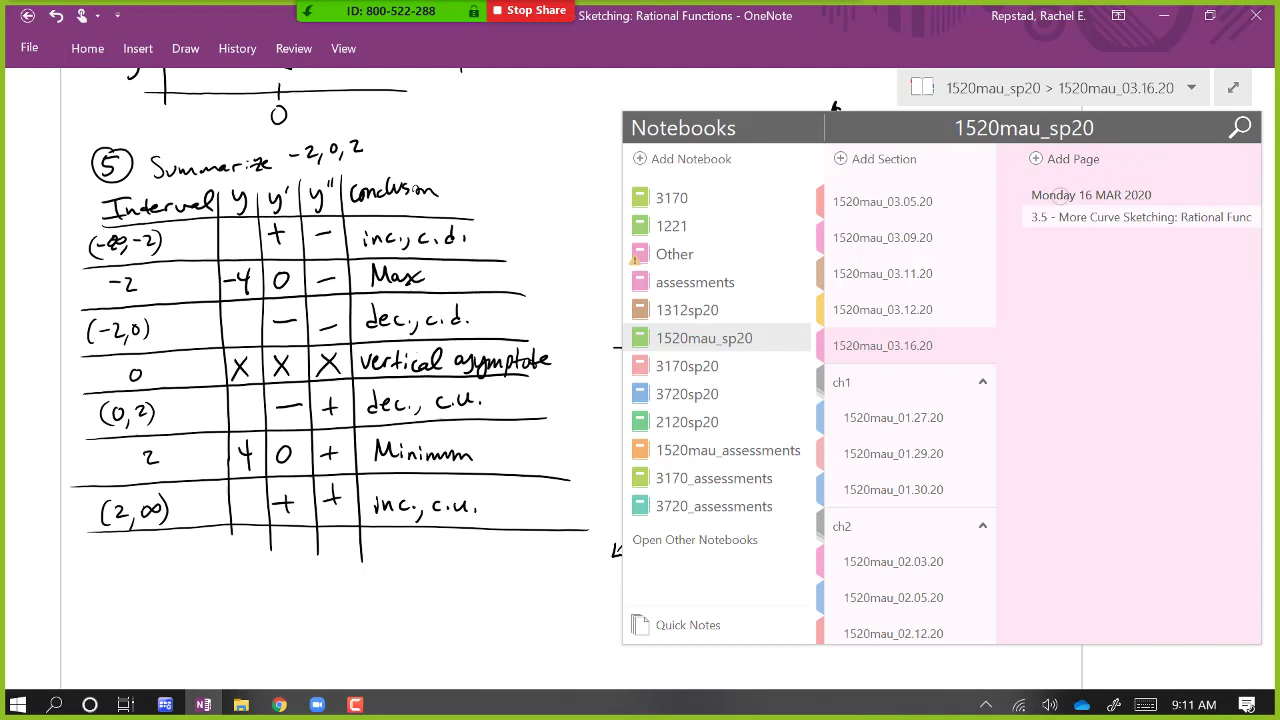 ID: 800-522-288
Stop Share
Sketching: Rational Functions - OneNote
Repstad, Rachel E.
File
Home
Insert
Draw
History
Review
View
0
1520mau_sp20 > 1520mau_03.16.20
⑤ Summarize -2, 0, 2
Interval y y' y" conclusion
(-∞, -2) + - inc., c.d.
-2 -4 0 - Max
(-2, 0) - - dec., c.d.
0 X X X vertical asymptote
(0, 2) - + dec., c.u.
2 4 0 + Minimum
(2, ∞) + + inc., c.u.
Notebooks
Add Notebook
3170
1221
Other
assessments
1312sp20
1520mau_sp20
3170sp20
3720sp20
2120sp20
1520mau_assessments
3170_assessments
3720_assessments
Open Other Notebooks
Quick Notes
1520mau_sp20
Add Section
1520mau_03.05.20
1520mau_03.09.20
1520mau_03.11.20
1520mau_03.12.20
1520mau_03.16.20
ch1
1520mau_01.27.20
1520mau_01.29.20
1520mau_01.30.20
ch2
1520mau_02.03.20
1520mau_02.05.20
1520mau_02.12.20
Add Page
Monday 16 MAR 2020
3.5 - More Curve Sketching: Rational Func
9:11 AM